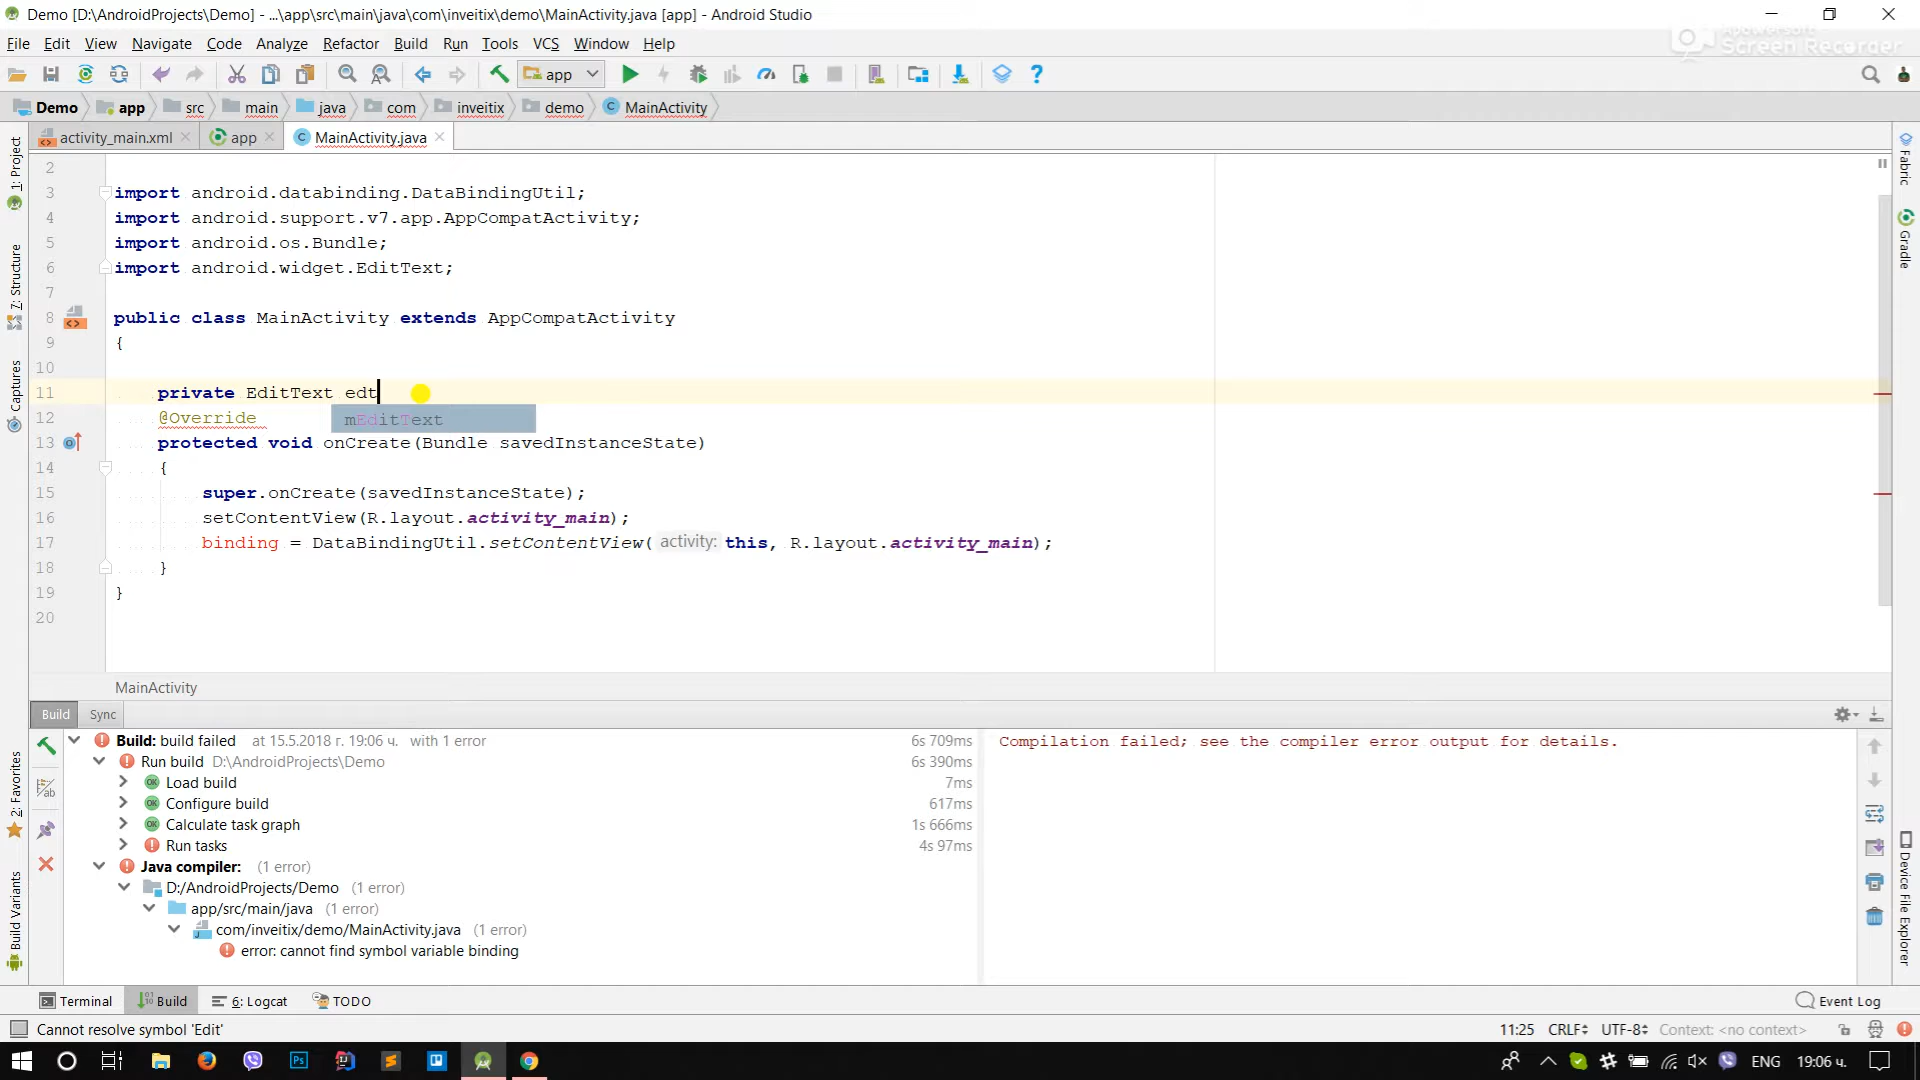 Demo [D:\AndroidProjects\Demo] - ...\app\src\main\java\com\inveitix\demo\MainActivity.java [app] - Android Studio
Apowersoft
Screen Recorder
File Edit View Navigate Code Analyze Refactor Build Run Tools VCS Window Help
app
Demo app src main java com inveitix demo MainActivity
activity_main.xml app MainActivity.java
2
3 import android.databinding.DataBindingUtil;
4 import android.support.v7.app.AppCompatActivity;
5 import android.os.Bundle;
6 import android.widget.EditText;
7
8 public class MainActivity extends AppCompatActivity
9 {
10
11 private EditText edt
12 @Override
mEditText
13 protected void onCreate(Bundle savedInstanceState)
14 {
15 super.onCreate(savedInstanceState);
16 setContentView(R.layout.activity_main);
17 binding = DataBindingUtil.setContentView( activity: this, R.layout.activity_main);
18 }
19 }
20
MainActivity
1: Project
7: Structure
Captures
2: Favorites
Build Variants
Fabric
Gradle
Device File Explorer
Build Sync
Build: build failed at 15.5.2018 г. 19:06 ч. with 1 error 6s 709ms
Run build D:\AndroidProjects\Demo 6s 390ms
Load build 7ms
Configure build 617ms
Calculate task graph 1s 666ms
Run tasks 4s 97ms
Java compiler: (1 error)
D:/AndroidProjects/Demo (1 error)
app/src/main/java (1 error)
com/inveitix/demo/MainActivity.java (1 error)
error: cannot find symbol variable binding
Compilation failed; see the compiler error output for details.
Terminal Build 6: Logcat TODO Event Log
Cannot resolve symbol 'Edit' 11:25 CRLF UTF-8 Context: <no context>
ENG 19:06 ч.